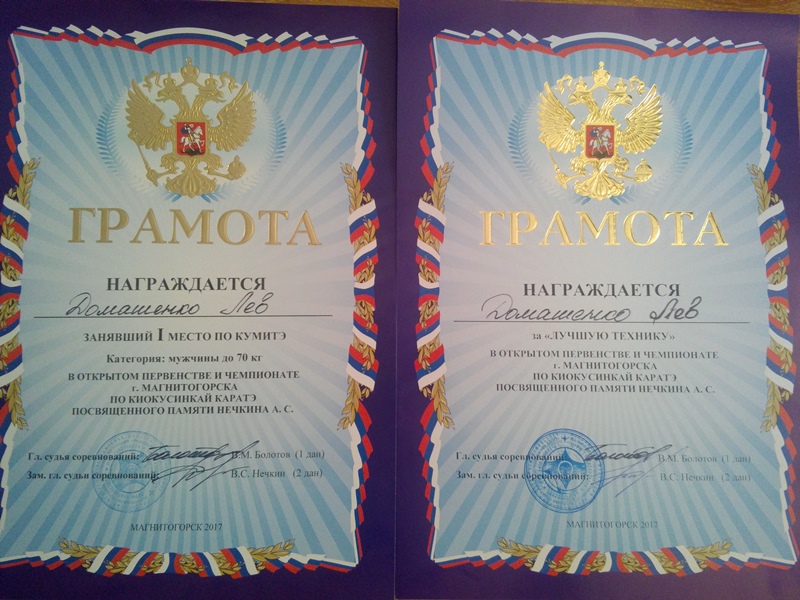 ГРАМОТА
НАГРАЖДАЕТСЯ
Домашенко Лев
ЗАНЯВШИЙ I МЕСТО ПО КУМИТЭ
Категория: мужчины до 70 кг
В ОТКРЫТОМ ПЕРВЕНСТВЕ И ЧЕМПИОНАТЕ
г. МАГНИТОГОРСКА
ПО КИОКУСИНКАЙ КАРАТЭ
ПОСВЯЩЕННОГО ПАМЯТИ НЕЧКИНА А. С.
Гл. судья соревнований: В.М. Болотов (1 дан)
Зам. гл. судьи соревнований: В.С. Нечкин (2 дан)
МАГНИТОГОРСК 2017
ГРАМОТА
НАГРАЖДАЕТСЯ
Домашенко Лев
за «ЛУЧШУЮ ТЕХНИКУ»
В ОТКРЫТОМ ПЕРВЕНСТВЕ И ЧЕМПИОНАТЕ
г. МАГНИТОГОРСКА
ПО КИОКУСИНКАЙ КАРАТЭ
ПОСВЯЩЕННОГО ПАМЯТИ НЕЧКИНА А. С.
Гл. судья соревнований: В.М. Болотов (1 дан)
Зам. гл. судьи соревнований: В.С. Нечкин (2 дан)
МАГНИТОГОРСК 2017